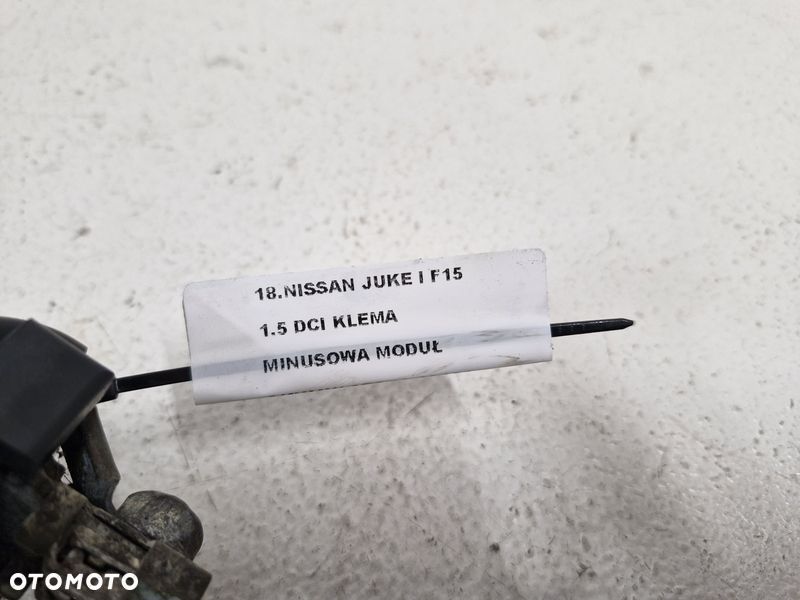 18.NISSAN JUKE I F15
1.5 DCI KLEMA
MINUSOWA MODUŁ
OTOMOTO